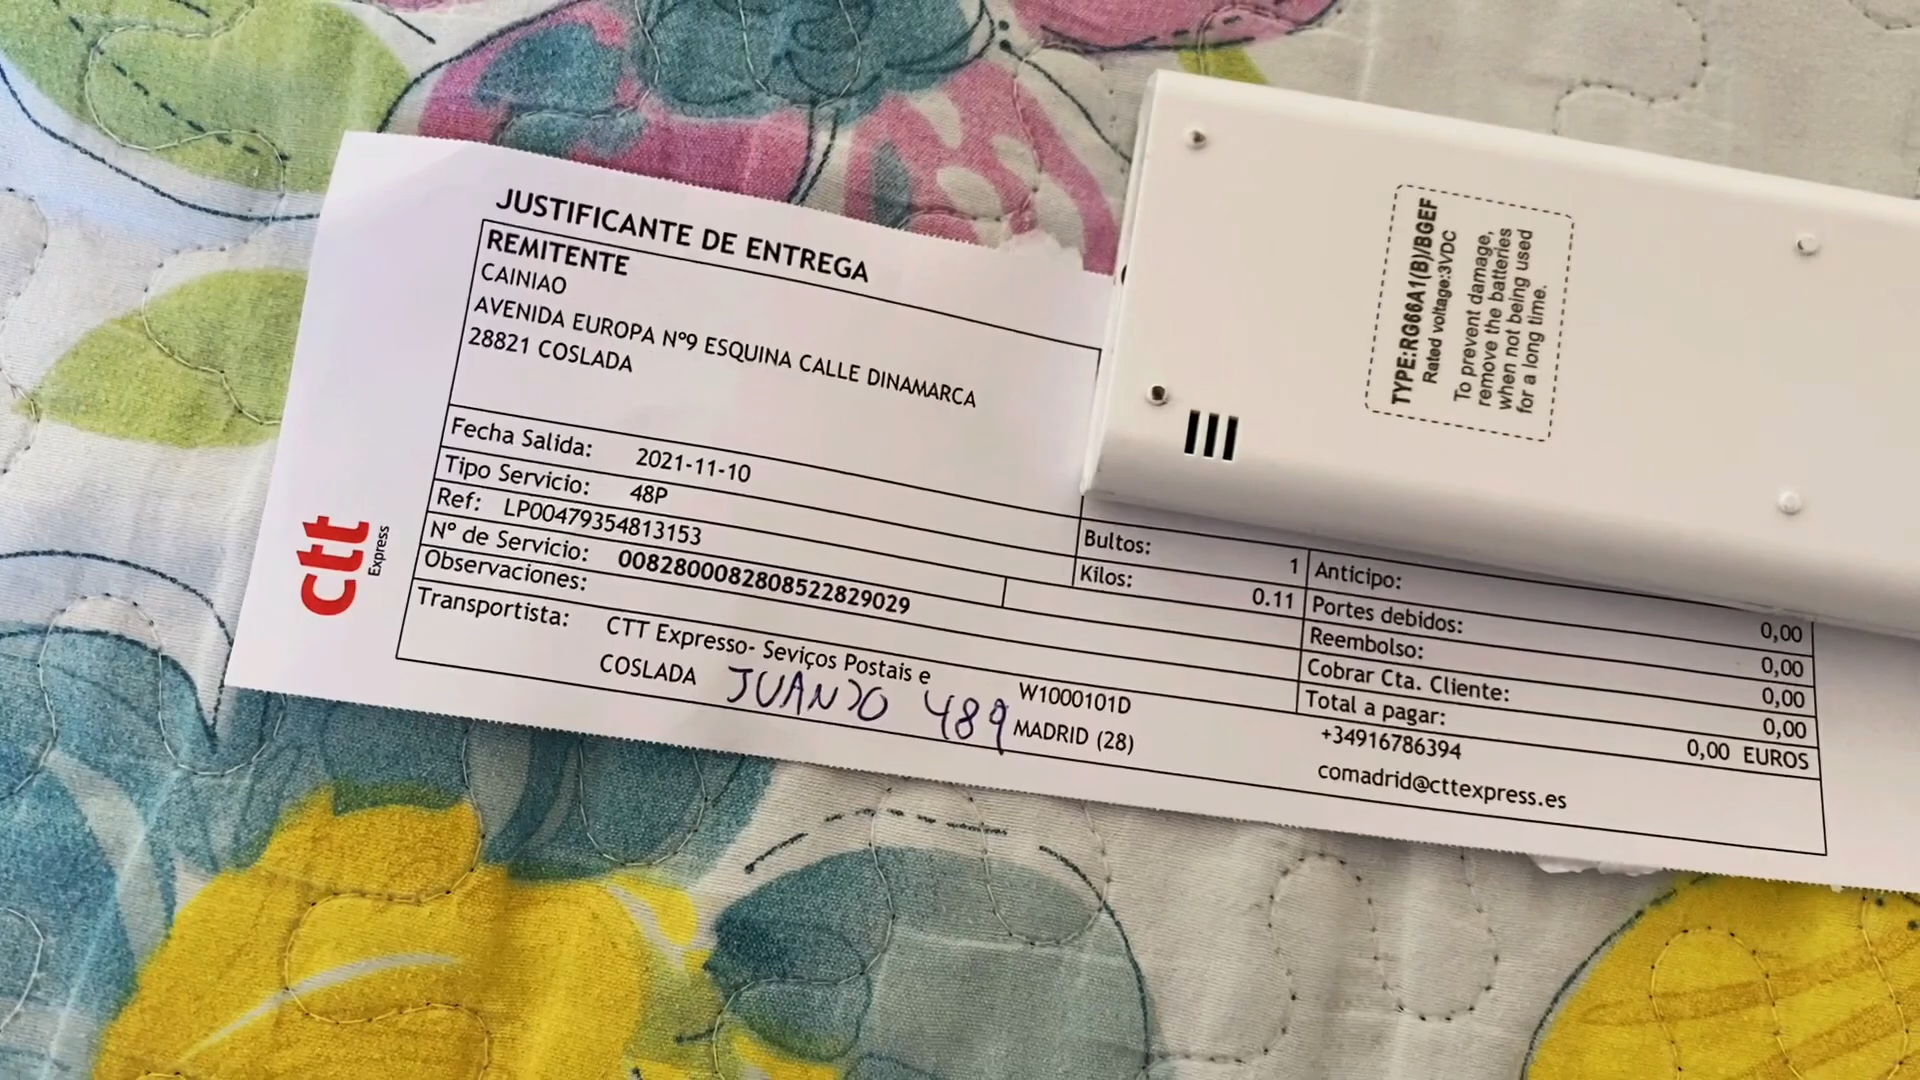 JUSTIFICANTE DE ENTREGA
REMITENTE
CAINIAO
AVENIDA EUROPA Nº9 ESQUINA CALLE DINAMARCA
28821 COSLADA
Fecha Salida: 2021-11-10
Tipo Servicio: 48P
Ref: LP00479354813153
Nº de Servicio: 0082800082808522829029
Observaciones:
Transportista: CTT Expresso- Seviços Postais e W1000101D +34916786394
COSLADA JUANJO 489 MADRID (28) comadrid@cttexpress.es
Bultos: 1
Kilos: 0.11
Anticipo: 0,00
Portes debidos: 0,00
Reembolso: 0,00
Cobrar Cta. Cliente: 0,00
Total a pagar: 0,00 EUROS
ctt
Express
TYPE:RG66A1(B)/BGEF
Rated voltage:3VDC
To prevent damage,
remove the batteries
when not being used
for a long time.